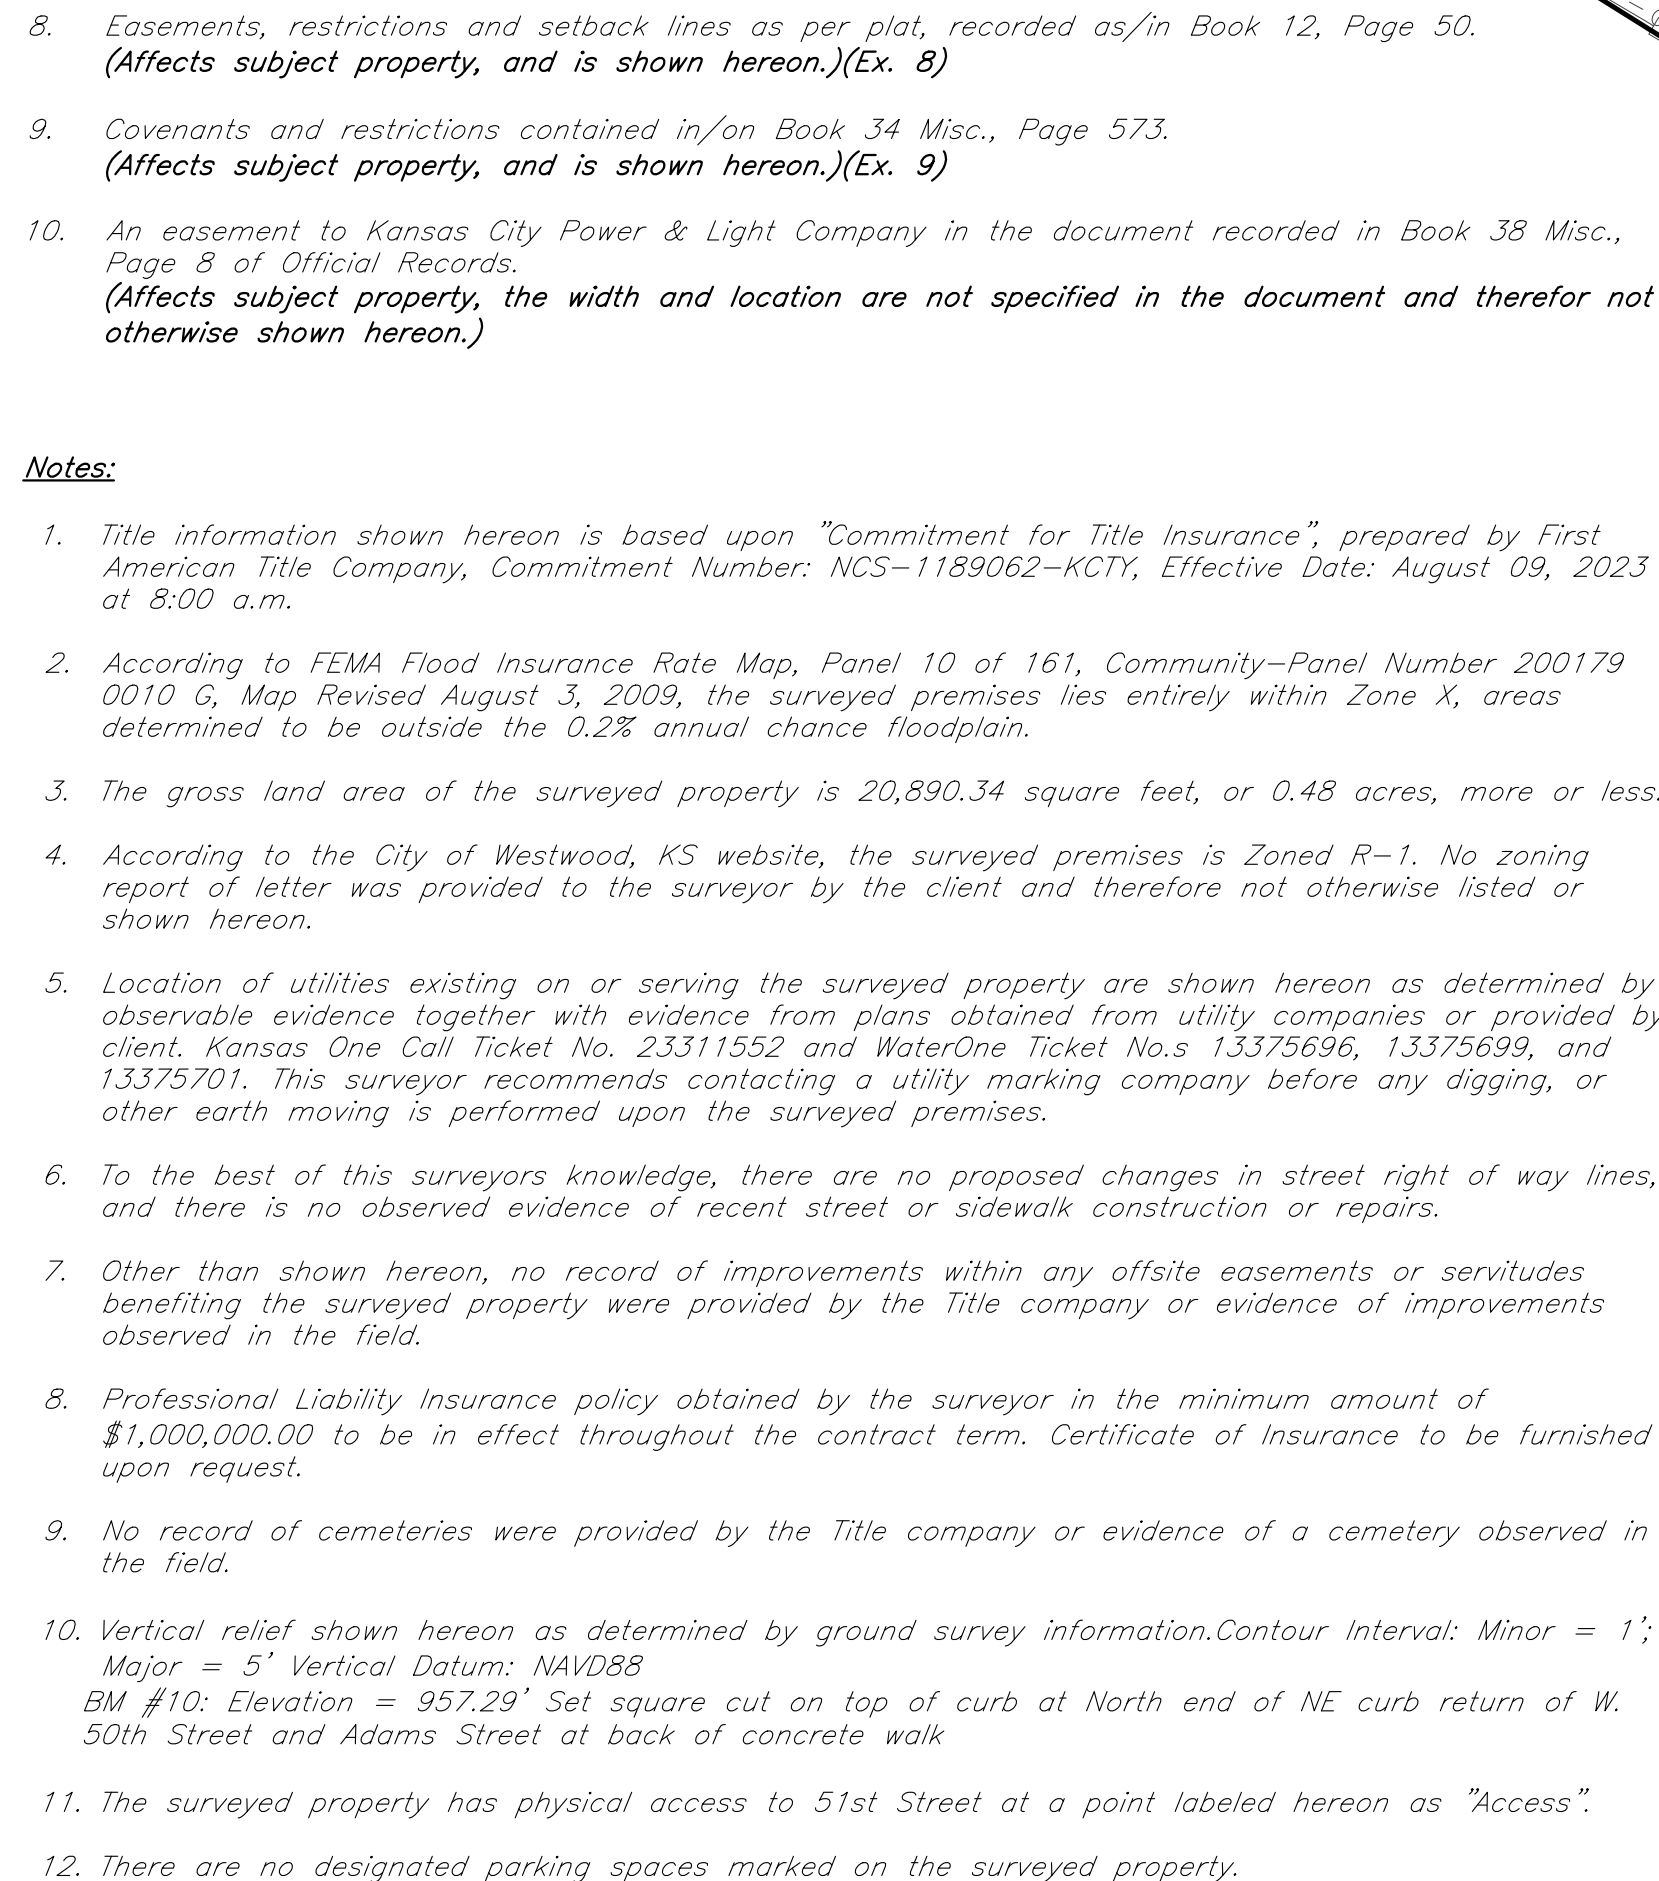 8. Easements, restrictions and setback lines as per plat, recorded as/in Book 12, Page 50.
(Affects subject property, and is shown hereon.)(Ex. 8)
9. Covenants and restrictions contained in/on Book 34 Misc., Page 573.
(Affects subject property, and is shown hereon.)(Ex. 9)
10. An easement to Kansas City Power & Light Company in the document recorded in Book 38 Misc.,
Page 8 of Official Records.
(Affects subject property, the width and location are not specified in the document and therefor not
otherwise shown hereon.)
Notes:
1. Title information shown hereon is based upon "Commitment for Title Insurance", prepared by First
American Title Company, Commitment Number: NCS-1189062-KCTY, Effective Date: August 09, 2023
at 8:00 a.m.
2. According to FEMA Flood Insurance Rate Map, Panel 10 of 161, Community-Panel Number 200179
0010 G, Map Revised August 3, 2009, the surveyed premises lies entirely within Zone X, areas
determined to be outside the 0.2% annual chance floodplain.
3. The gross land area of the surveyed property is 20,890.34 square feet, or 0.48 acres, more or less.
4. According to the City of Westwood, KS website, the surveyed premises is Zoned R-1. No zoning
report of letter was provided to the surveyor by the client and therefore not otherwise listed or
shown hereon.
5. Location of utilities existing on or serving the surveyed property are shown hereon as determined by
observable evidence together with evidence from plans obtained from utility companies or provided by
client. Kansas One Call Ticket No. 23311552 and WaterOne Ticket No.s 13375696, 13375699, and
13375701. This surveyor recommends contacting a utility marking company before any digging, or
other earth moving is performed upon the surveyed premises.
6. To the best of this surveyors knowledge, there are no proposed changes in street right of way lines,
and there is no observed evidence of recent street or sidewalk construction or repairs.
7. Other than shown hereon, no record of improvements within any offsite easements or servitudes
benefiting the surveyed property were provided by the Title company or evidence of improvements
observed in the field.
8. Professional Liability Insurance policy obtained by the surveyor in the minimum amount of
$1,000,000.00 to be in effect throughout the contract term. Certificate of Insurance to be furnished
upon request.
9. No record of cemeteries were provided by the Title company or evidence of a cemetery observed in
the field.
10. Vertical relief shown hereon as determined by ground survey information.Contour Interval: Minor = 1';
Major = 5' Vertical Datum: NAVD88
BM #10: Elevation = 957.29' Set square cut on top of curb at North end of NE curb return of W.
50th Street and Adams Street at back of concrete walk
11. The surveyed property has physical access to 51st Street at a point labeled hereon as "Access".
12. There are no designated parking spaces marked on the surveyed property.